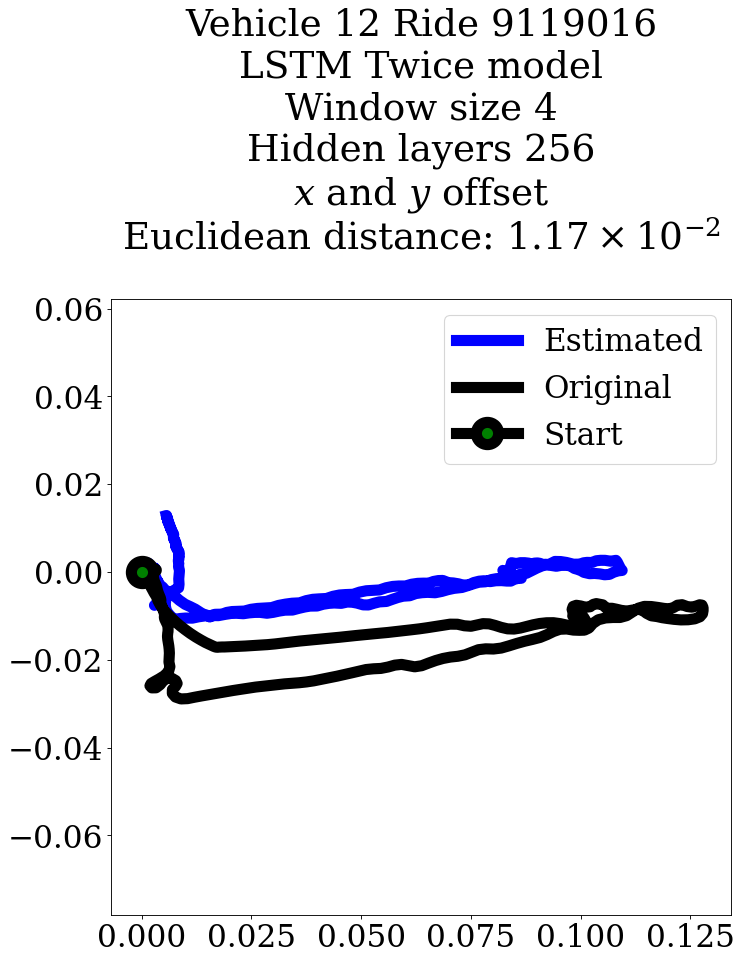 Vehicle 12 Ride 9119016
LSTM Twice model
Window size 4
Hidden layers 256
x and y offset
Euclidean distance: 1.17 × 10⁻²
0.06
0.04
0.02
0.00
−0.02
−0.04
−0.06
Estimated
Original
Start
0.000 0.025 0.050 0.075 0.100 0.125